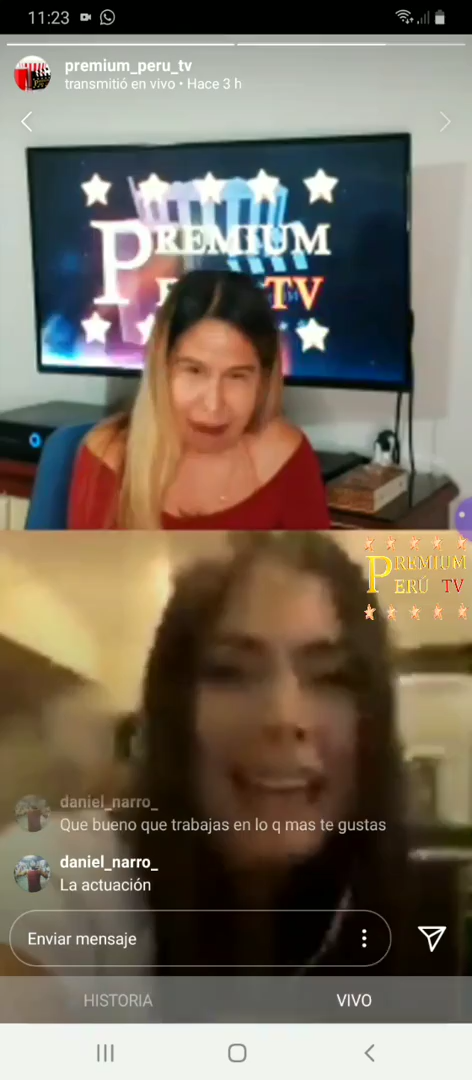 11:23
premium_peru_tv
transmitió en vivo • Hace 3 h
PREMIUM
TV
PREMIUM
PERÚ TV
daniel_narro_
Que bueno que trabajas en lo q mas te gustas
daniel_narro_
La actuación
Enviar mensaje
HISTORIA
VIVO